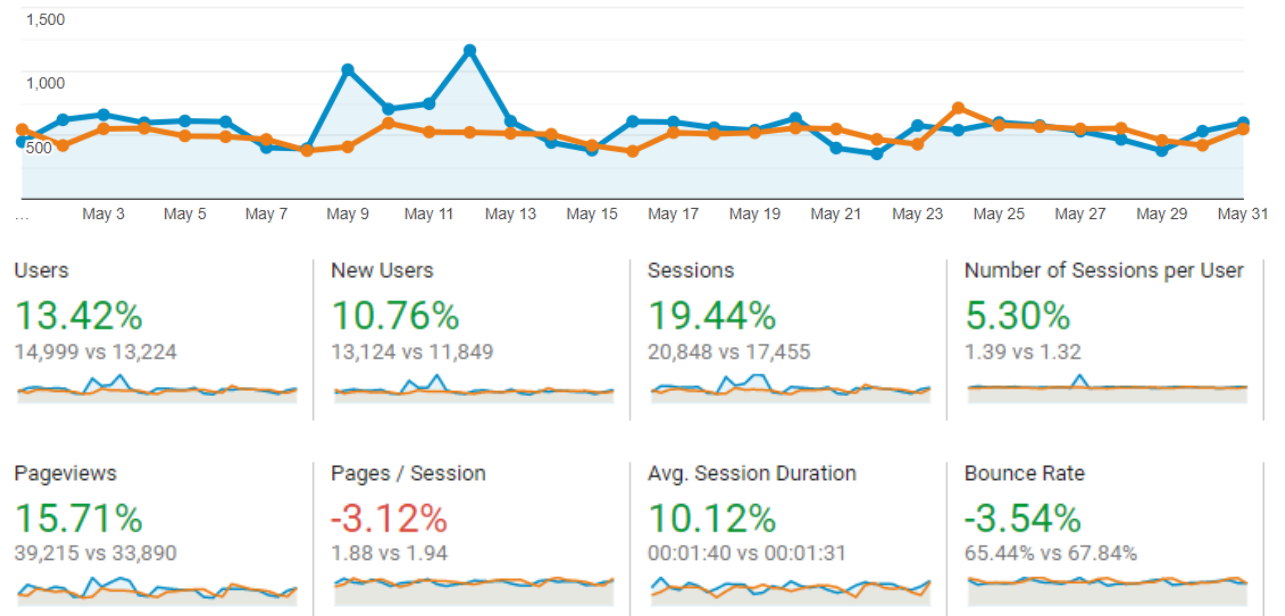 1,500
1,000
500
... May 3 May 5 May 7 May 9 May 11 May 13 May 15 May 17 May 19 May 21 May 23 May 25 May 27 May 29 May 31
Users New Users Sessions Number of Sessions per User
13.42% 10.76% 19.44% 5.30%
14,999 vs 13,224 13,124 vs 11,849 20,848 vs 17,455 1.39 vs 1.32
Pageviews Pages / Session Avg. Session Duration Bounce Rate
15.71% -3.12% 10.12% -3.54%
39,215 vs 33,890 1.88 vs 1.94 00:01:40 vs 00:01:31 65.44% vs 67.84%